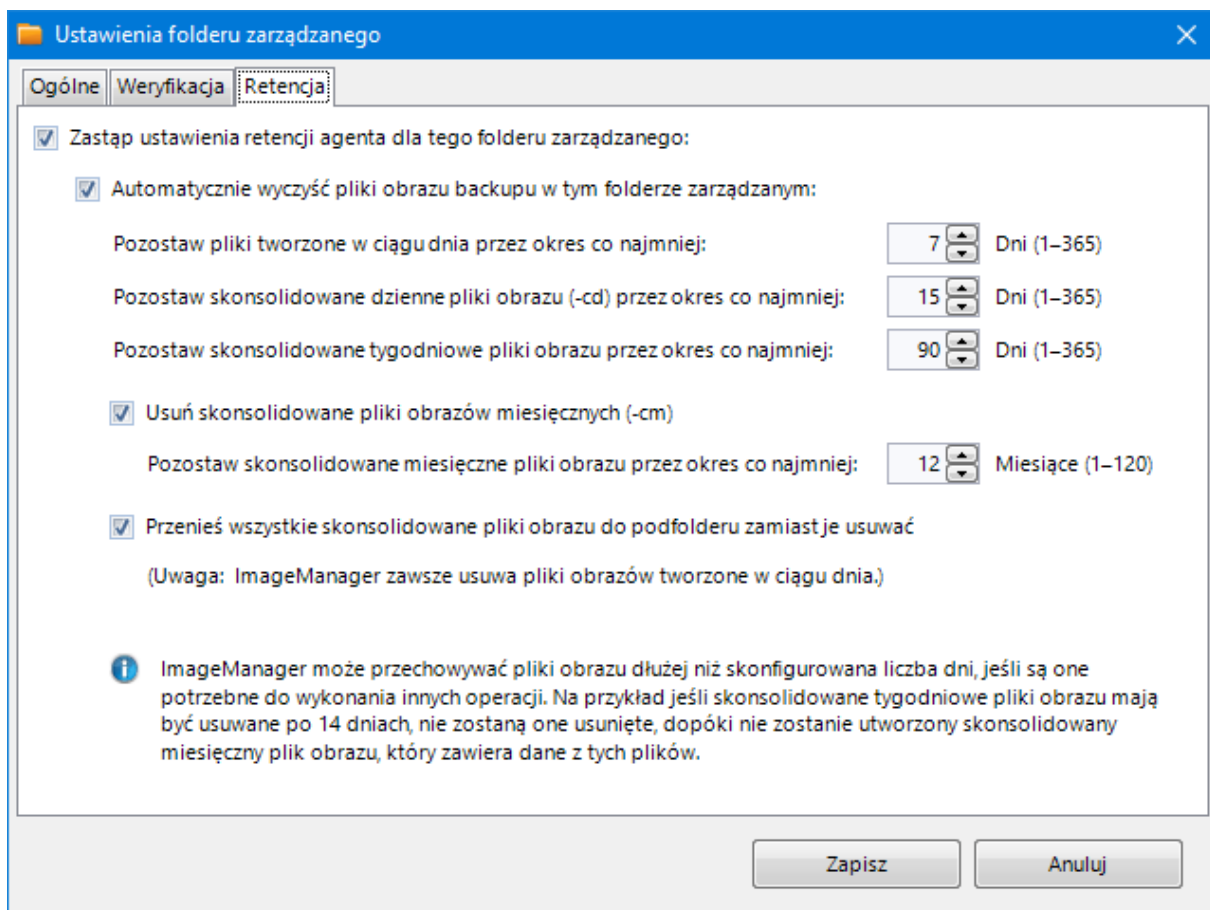 Ustawienia folderu zarządzanego
Ogólne Weryfikacja Retencja
Zastąp ustawienia retencji agenta dla tego folderu zarządzanego:
Automatycznie wyczyść pliki obrazu backupu w tym folderze zarządzanym:
Pozostaw pliki tworzone w ciągu dnia przez okres co najmniej: 7 Dni (1–365)
Pozostaw skonsolidowane dzienne pliki obrazu (-cd) przez okres co najmniej: 15 Dni (1–365)
Pozostaw skonsolidowane tygodniowe pliki obrazu przez okres co najmniej: 90 Dni (1–365)
Usuń skonsolidowane pliki obrazów miesięcznych (-cm)
Pozostaw skonsolidowane miesięczne pliki obrazu przez okres co najmniej: 12 Miesiące (1–120)
Przenieś wszystkie skonsolidowane pliki obrazu do podfolderu zamiast je usuwać
(Uwaga: ImageManager zawsze usuwa pliki obrazów tworzone w ciągu dnia.)
ImageManager może przechowywać pliki obrazu dłużej niż skonfigurowana liczba dni, jeśli są one
potrzebne do wykonania innych operacji. Na przykład jeśli skonsolidowane tygodniowe pliki obrazu mają
być usuwane po 14 dniach, nie zostaną one usunięte, dopóki nie zostanie utworzony skonsolidowany
miesięczny plik obrazu, który zawiera dane z tych plików.
Zapisz Anuluj